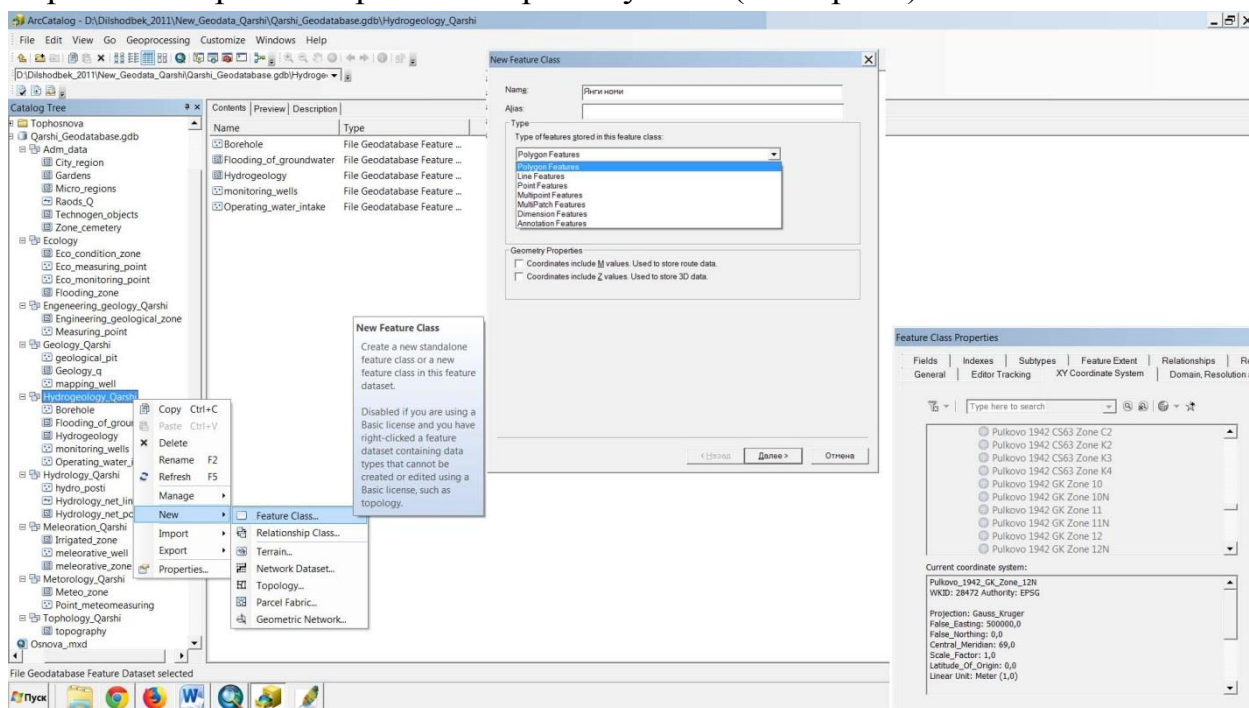 ArcCatalog - D:\Dilshodbek_2011\New_Geodata_Qarshi\Qarshi_Geodatabase.gdb\Hydrogeology_Qarshi
File Edit View Go Geoprocessing Customize Windows Help
D:\Dilshodbek_2011\New_Geodata_Qarshi\Qarshi_Geodatabase.gdb\Hydroge
Catalog Tree
Tophosnova
Qarshi_Geodatabase.gdb
Adm_data
City_region
Gardens
Micro_regions
Raods_Q
Technogen_objects
Zone_cemetery
Ecology
Eco_condition_zone
Eco_measuring_point
Eco_monitoring_point
Flooding_zone
Engeneering_geology_Qarshi
Engineering_geological_zone
Measuring_point
Geology_Qarshi
geological_pit
Geology_q
mapping_well
Hydrogeology_Qarshi
Borehole
Flooding_of_grour
Hydrogeology
monitoring_wells
Operating_water_i
Hydrology_Qarshi
hydro_posti
Hydrology_net_lin
Hydrology_net_po
Meleoration_Qarshi
Irrigated_zone
meleorative_well
meleorative_zone
Metorology_Qarshi
Meteo_zone
Point_meteomeasuring
Tophology_Qarshi
topography
Osnova_.mxd
File Geodatabase Feature Dataset selected
Пуск
Contents Preview Description
Name Type
Borehole File Geodatabase Feature ...
Flooding_of_groundwater File Geodatabase Feature ...
Hydrogeology File Geodatabase Feature ...
monitoring_wells File Geodatabase Feature ...
Operating_water_intake File Geodatabase Feature ...
Copy Ctrl+C
Paste Ctrl+V
Delete
Rename F2
Refresh F5
Manage
New
Import
Export
Properties...
Feature Class...
Relationship Class...
Terrain...
Network Dataset...
Topology...
Parcel Fabric...
Geometric Network...
New Feature Class
Create a new standalone
feature class or a new
feature class in this feature
dataset.
Disabled if you are using a
Basic license and you have
right-clicked a feature
dataset containing data
types that cannot be
created or edited using a
Basic license, such as
topology.
New Feature Class
Name: Янги номи
Alias:
Type
Type of features stored in this feature class:
Polygon Features
Polygon Features
Line Features
Point Features
Multipoint Features
MultiPatch Features
Dimension Features
Annotation Features
Geometry Properties
Coordinates include M values. Used to store route data.
Coordinates include Z values. Used to store 3D data.
< Назад Далее > Отмена
Feature Class Properties
Fields Indexes Subtypes Feature Extent Relationships
General Editor Tracking XY Coordinate System Domain, Resolution
Type here to search
Pulkovo 1942 CS63 Zone C2
Pulkovo 1942 CS63 Zone K2
Pulkovo 1942 CS63 Zone K3
Pulkovo 1942 CS63 Zone K4
Pulkovo 1942 GK Zone 10
Pulkovo 1942 GK Zone 10N
Pulkovo 1942 GK Zone 11
Pulkovo 1942 GK Zone 11N
Pulkovo 1942 GK Zone 12
Pulkovo 1942 GK Zone 12N
Current coordinate system:
Pulkovo_1942_GK_Zone_12N
WKID: 28472 Authority: EPSG
Projection: Gauss_Kruger
False_Easting: 500000,0
False_Northing: 0,0
Central_Meridian: 69,0
Scale_Factor: 1,0
Latitude_Of_Origin: 0,0
Linear Unit: Meter (1,0)